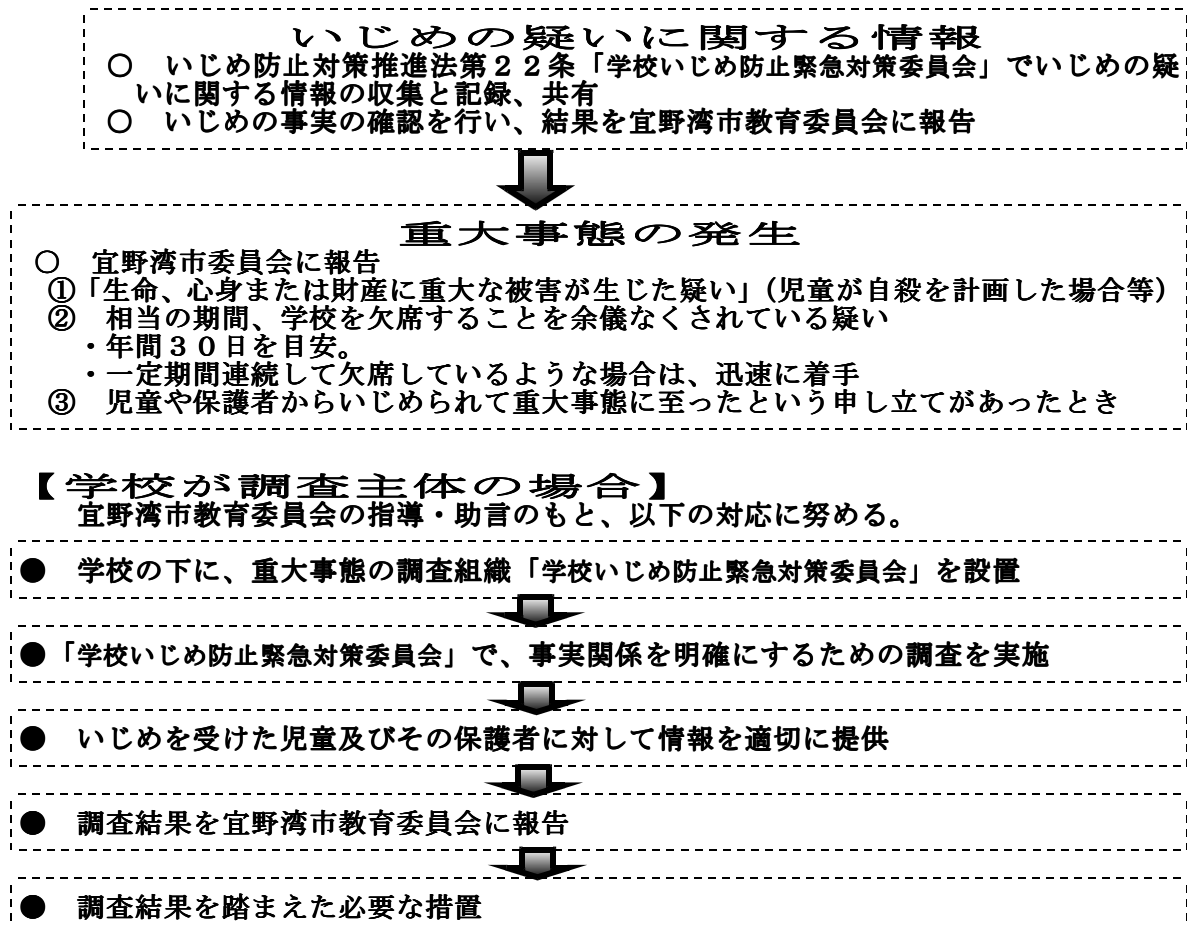 いじめの疑いに関する情報
○　いじめ防止対策推進法第２２条「学校いじめ防止緊急対策委員会」でいじめの疑
いに関する情報の収集と記録、共有
○　いじめの事実の確認を行い、結果を宜野湾市教育委員会に報告
重大事態の発生
○　宜野湾市委員会に報告
①「生命、心身または財産に重大な被害が生じた疑い」（児童が自殺を計画した場合等）
②　相当の期間、学校を欠席することを余儀なくされている疑い
・年間３０日を目安。
・一定期間連続して欠席しているような場合は、迅速に着手
③　児童や保護者からいじめられて重大事態に至ったという申し立てがあったとき
【学校が調査主体の場合】
宜野湾市教育委員会の指導・助言のもと、以下の対応に努める。
●　学校の下に、重大事態の調査組織「学校いじめ防止緊急対策委員会」を設置
●「学校いじめ防止緊急対策委員会」で、事実関係を明確にするための調査を実施
●　いじめを受けた児童及びその保護者に対して情報を適切に提供
●　調査結果を宜野湾市教育委員会に報告
●　調査結果を踏まえた必要な措置